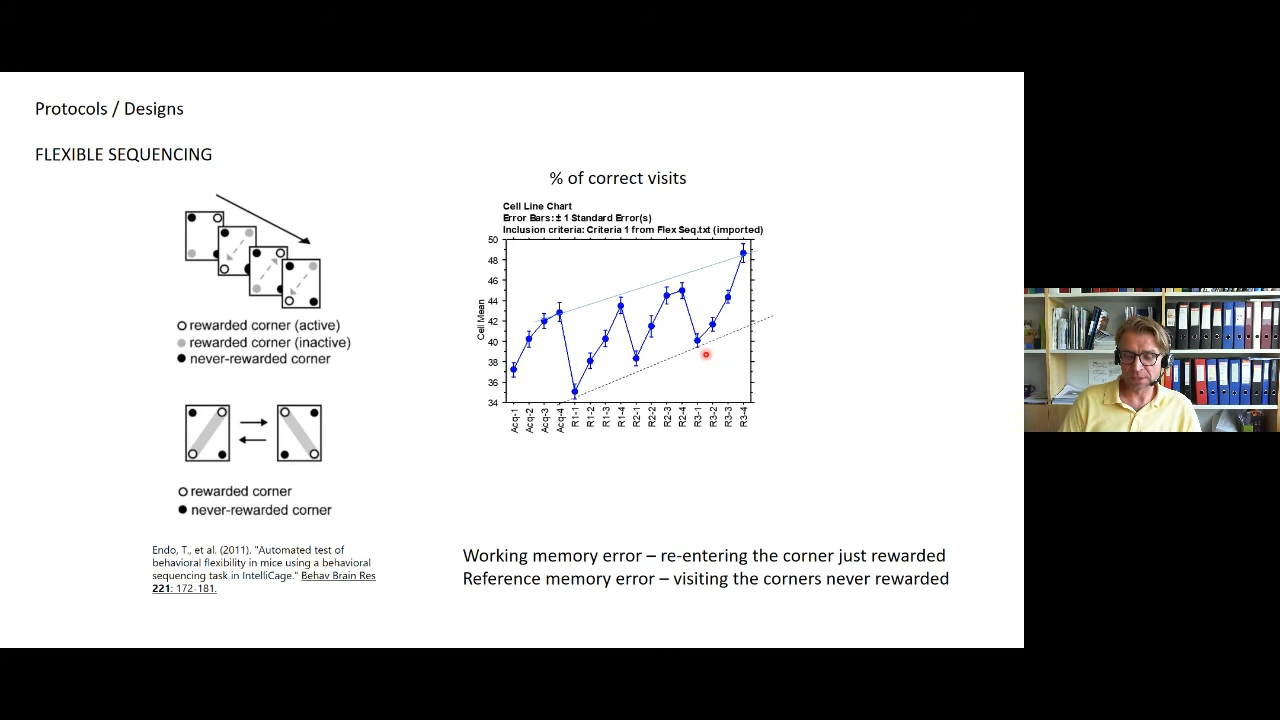 Protocols / Designs
FLEXIBLE SEQUENCING
rewarded corner (active)
rewarded corner (inactive)
never-rewarded corner
rewarded corner
never-rewarded corner
Endo, T., et al. (2011). "Automated test of
behavioral flexibility in mice using a behavioral
sequencing task in IntelliCage." Behav Brain Res
221: 172-181.
% of correct visits
Cell Line Chart
Error Bars: ± 1 Standard Error(s)
Inclusion criteria: Criteria 1 from Flex Seq.txt (imported)
50
48
46
44
42
40
38
36
34
Cell Mean
Acq-1
Acq-2
Acq-3
Acq-4
R1-1
R1-2
R1-3
R1-4
R2-1
R2-2
R2-3
R2-4
R3-1
R3-2
R3-3
R3-4
Working memory error – re-entering the corner just rewarded
Reference memory error – visiting the corners never rewarded